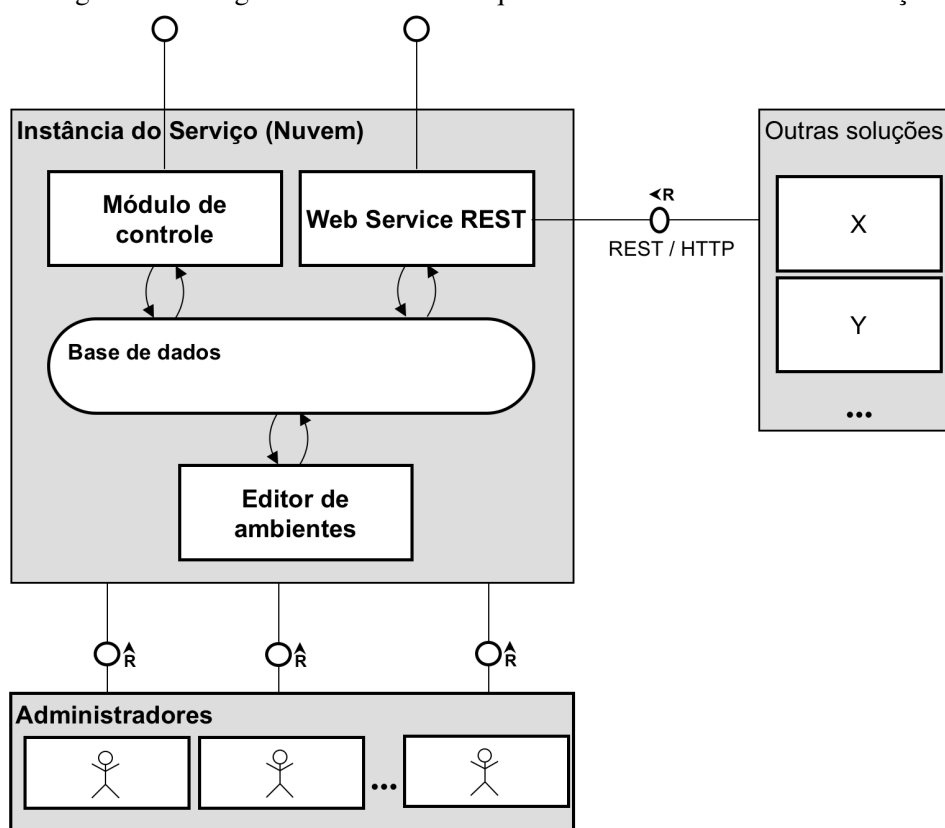 Instância do Serviço (Nuvem)
Outras soluções
Módulo de
controle
Web Service REST
R
REST / HTTP
X
Y
...
Base de dados
Editor de
ambientes
R
R
R
Administradores
...